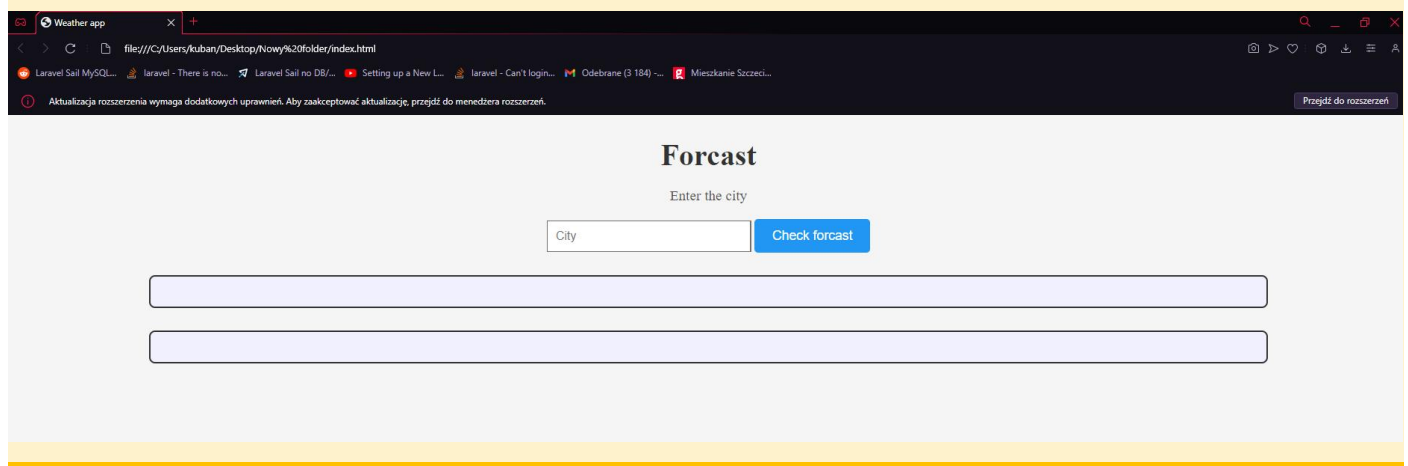 Weather app
file:///C:/Users/kuban/Desktop/Nowy%20folder/index.html
Laravel Sail MySQL... laravel - There is no... Laravel Sail no DB/... Setting up a New L... laravel - Can't login... Odebrane (3 184) -... Mieszkanie Szczeci...
Aktualizacja rozszerzenia wymaga dodatkowych uprawnień. Aby zaakceptować aktualizację, przejdź do menedżera rozszerzeń. Przejdź do rozszerzeń
Forcast
Enter the city
City Check forcast